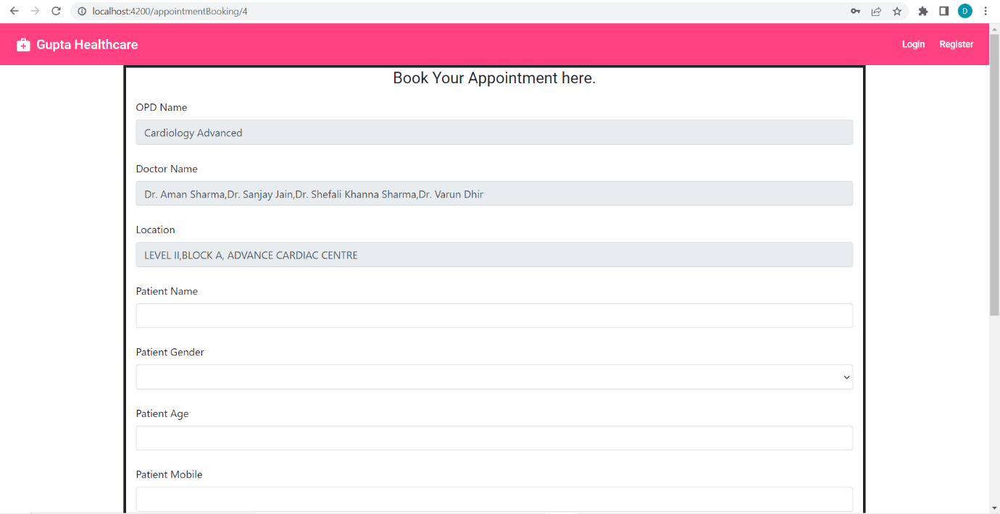 localhost:4200/appointmentBooking/4
D
Gupta Healthcare
Login
Register
Book Your Appointment here.
OPD Name
Cardiology Advanced
Doctor Name
Dr. Aman Sharma,Dr. Sanjay Jain,Dr. Shefali Khanna Sharma,Dr. Varun Dhir
Location
LEVEL II,BLOCK A, ADVANCE CARDIAC CENTRE
Patient Name
Patient Gender
Patient Age
Patient Mobile